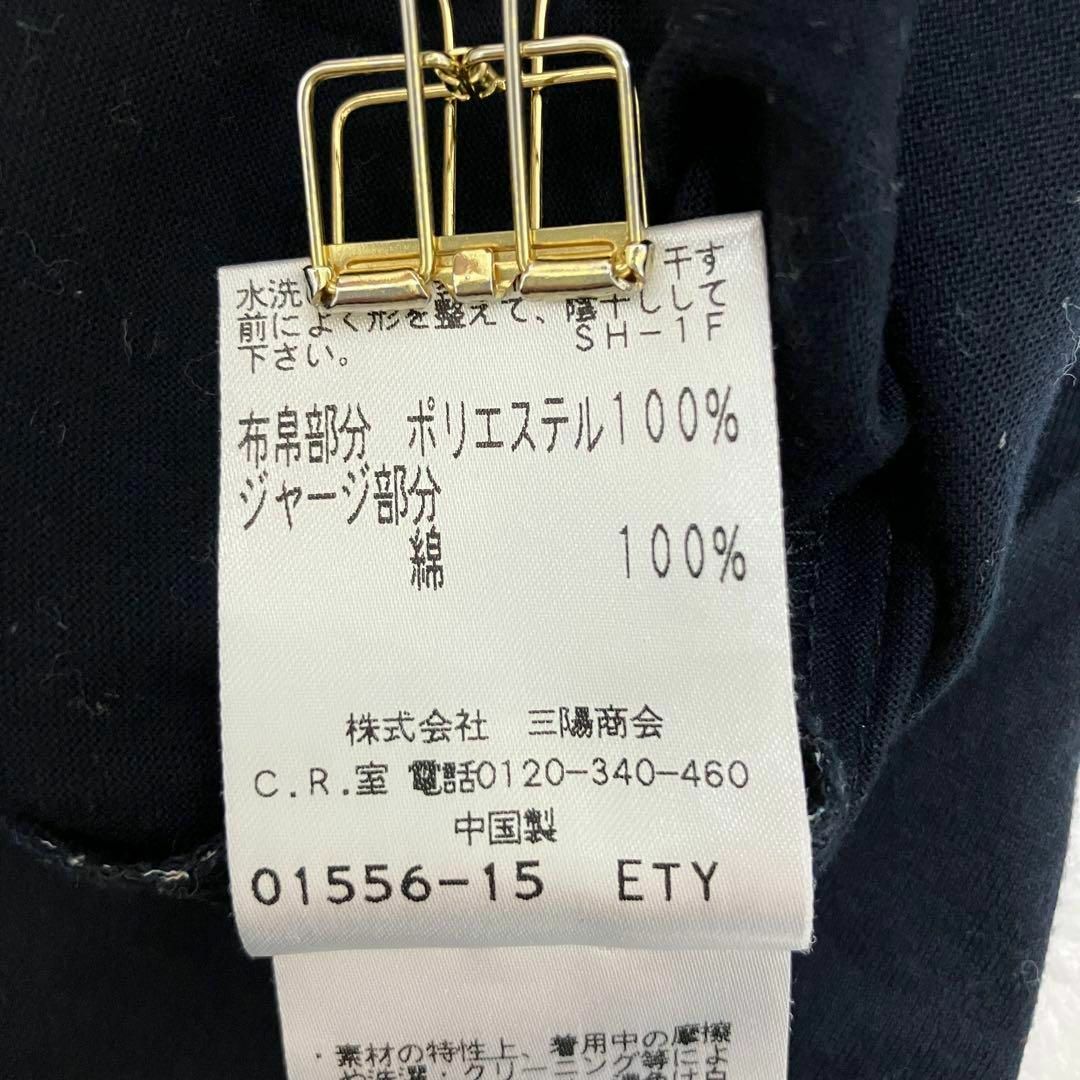 水洗 干す
前によく形を整えて、陰干しして
下さい。 SH-1F
布帛部分 ポリエステル100%
ジャージ部分
綿 100%
株式会社 三陽商会
C.R.室 電話0120-340-460
中国製
01556-15 ETY
・素材の特性上、着用中の摩擦
や洗濯・クリーニング等によ